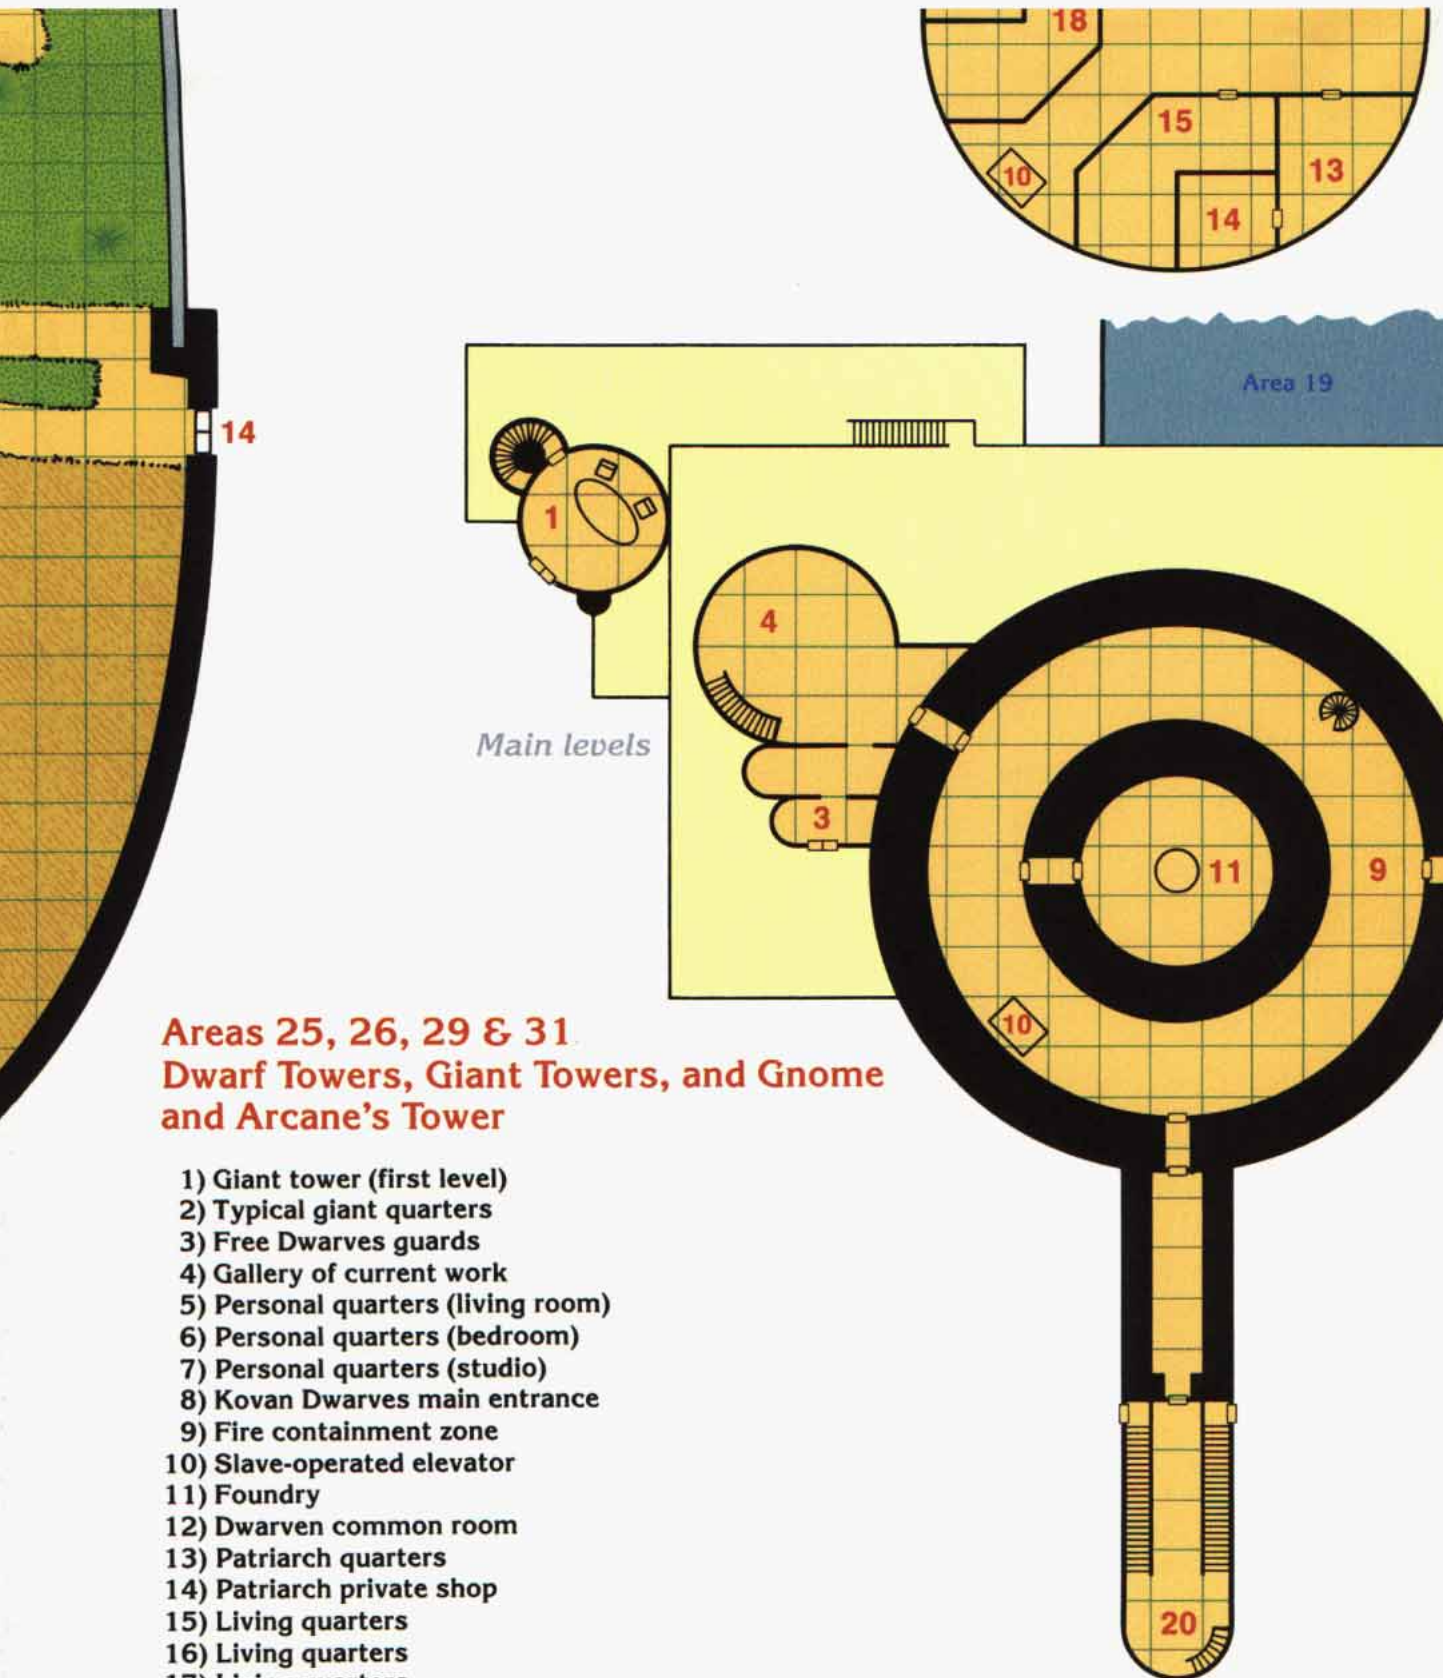 18
15
13
10
14
Area 19
14
1
4
Main levels
3
11
9
10
Areas 25, 26, 29 & 31
Dwarf Towers, Giant Towers, and Gnome
and Arcane's Tower
1) Giant tower (first level)
2) Typical giant quarters
3) Free Dwarves guards
4) Gallery of current work
5) Personal quarters (living room)
6) Personal quarters (bedroom)
7) Personal quarters (studio)
8) Kovan Dwarves main entrance
9) Fire containment zone
10) Slave-operated elevator
11) Foundry
12) Dwarven common room
13) Patriarch quarters
14) Patriarch private shop
15) Living quarters
16) Living quarters
20